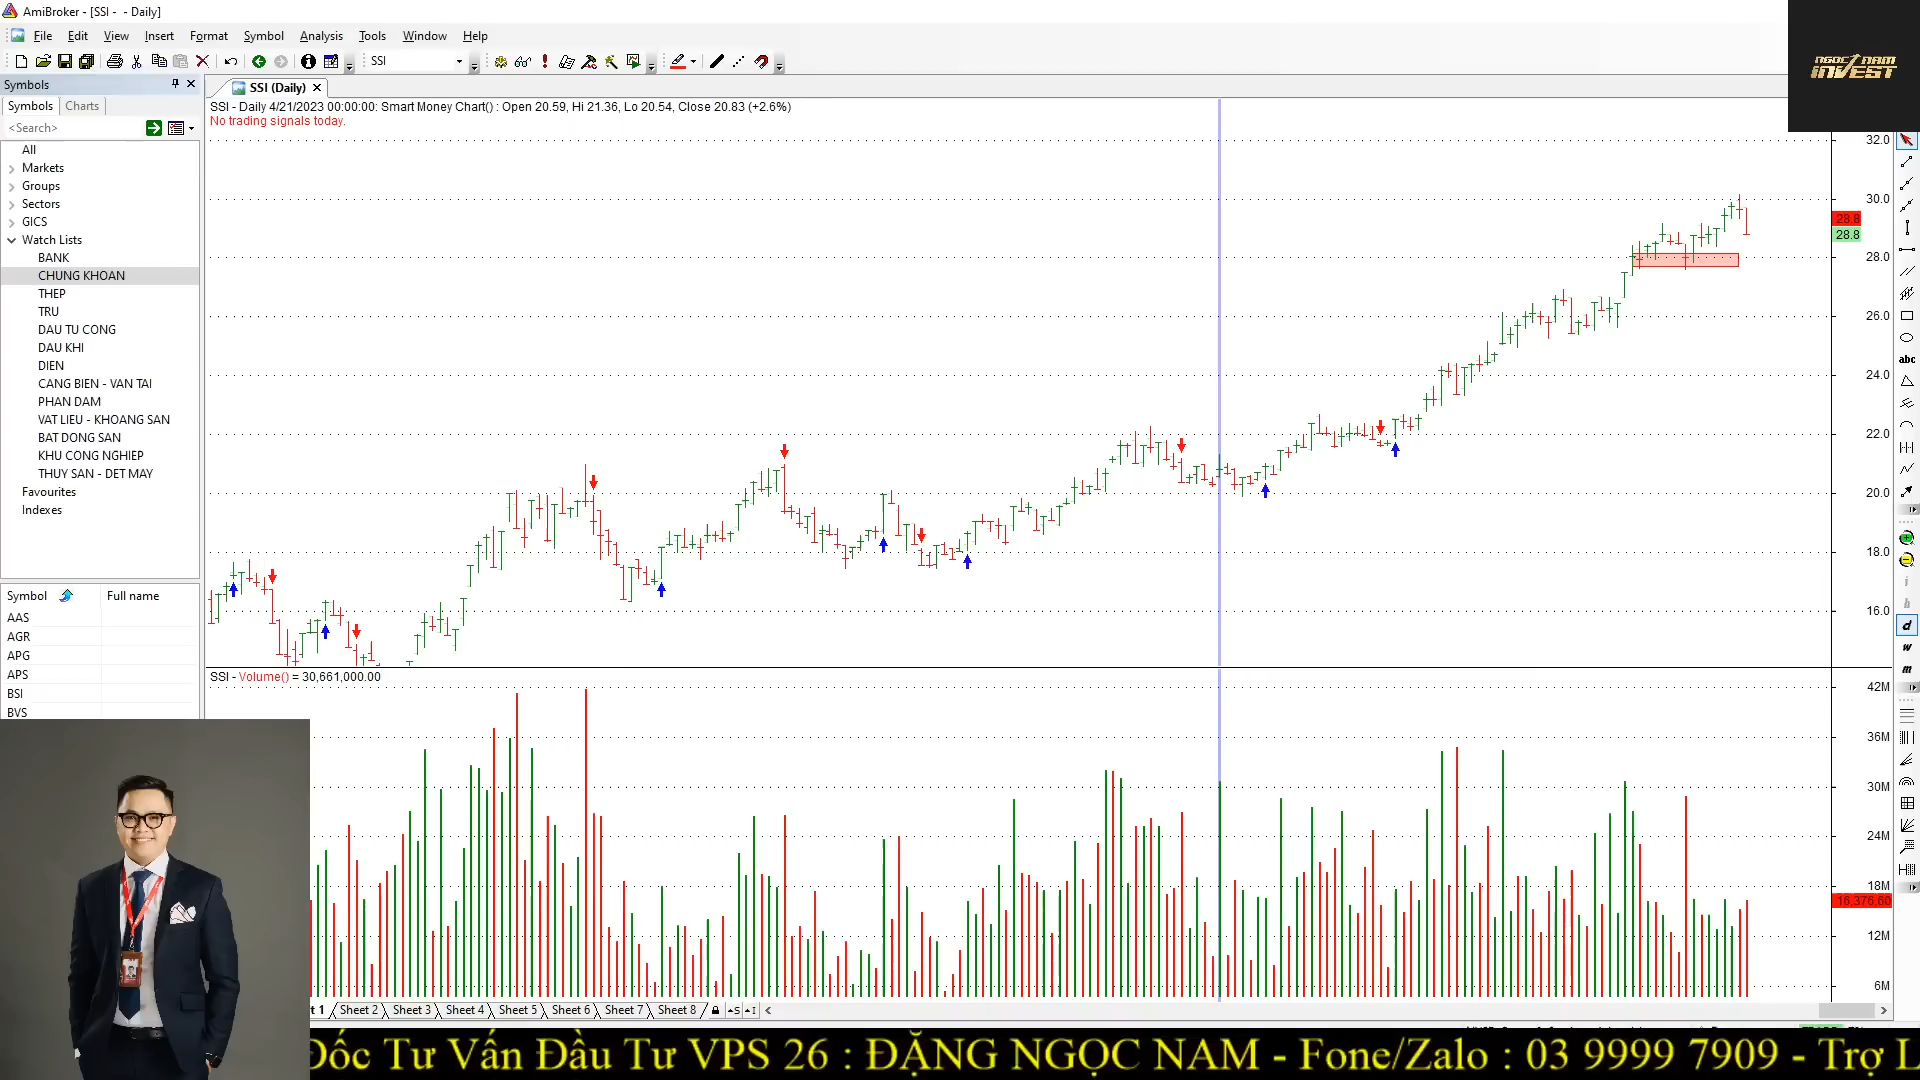 AmiBroker - [SSI - - Daily]
File Edit View Insert Format Symbol Analysis Tools Window Help
SSI
NGOC NAM
INVEST
Symbols
SSI (Daily)
Symbols Charts
<Search>
All
Markets
Groups
Sectors
GICS
Watch Lists
BANK
CHUNG KHOAN
THEP
TRU
DAU TU CONG
DAU KHI
DIEN
CANG BIEN - VAN TAI
PHAN DAM
VAT LIEU - KHOANG SAN
BAT DONG SAN
KHU CONG NGHIEP
THUY SAN - DET MAY
Favourites
Indexes
Symbol Full name
AAS
AGR
APG
APS
BSI
BVS
SSI - Daily 4/21/2023 00:00:00: Smart Money Chart() : Open 20.59, Hi 21.36, Lo 20.54, Close 20.83 (+2.6%)
No trading signals today.
32.0
30.0
28.8
28.8
28.0
26.0
24.0
22.0
20.0
18.0
16.0
abc
i
h
d
w
m
SSI - Volume() = 30,661,000.00
42M
36M
30M
24M
18M
16,376,60
12M
6M
t 1 Sheet 2 Sheet 3 Sheet 4 Sheet 5 Sheet 6 Sheet 7 Sheet 8
Đốc Tư Vấn Đầu Tư VPS 26 : ĐẶNG NGỌC NAM - Fone/Zalo : 03 9999 7909 - Trợ L